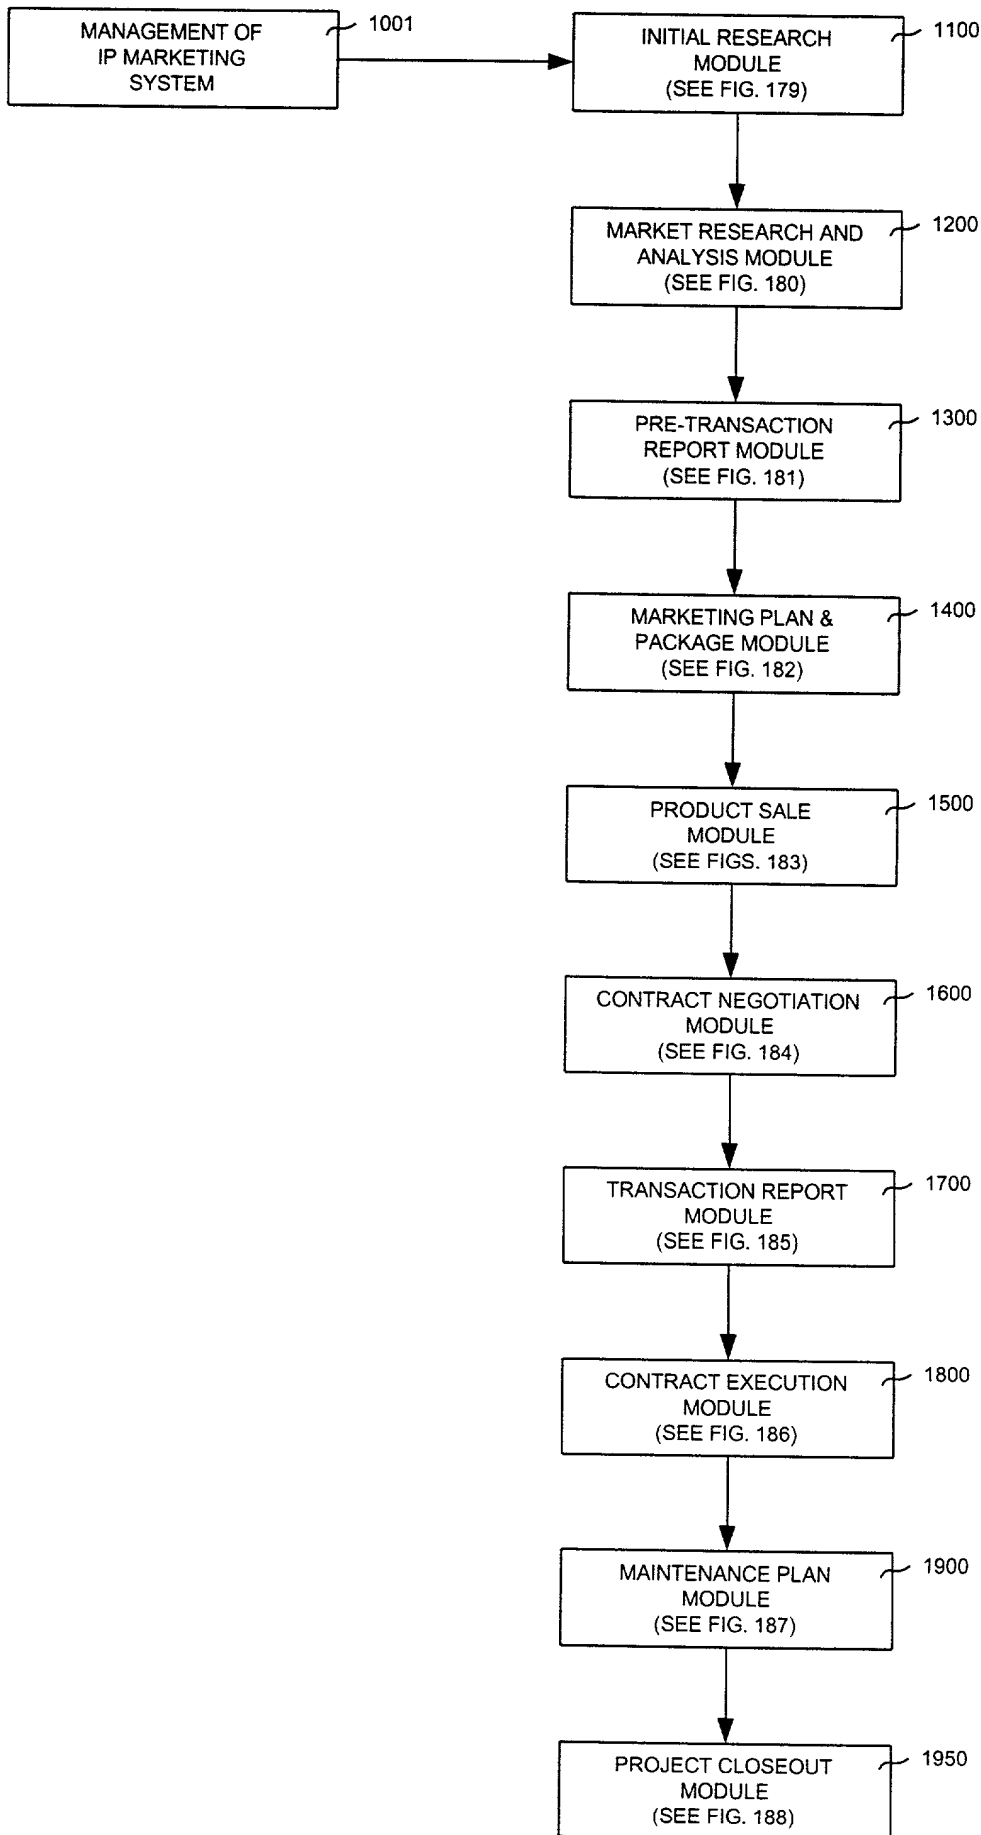 MANAGEMENT OF
IP MARKETING
SYSTEM
1001
INITIAL RESEARCH
MODULE
(SEE FIG. 179)
1100
MARKET RESEARCH AND
ANALYSIS MODULE
(SEE FIG. 180)
1200
PRE-TRANSACTION
REPORT MODULE
(SEE FIG. 181)
1300
MARKETING PLAN &
PACKAGE MODULE
(SEE FIG. 182)
1400
PRODUCT SALE
MODULE
(SEE FIGS. 183)
1500
CONTRACT NEGOTIATION
MODULE
(SEE FIG. 184)
1600
TRANSACTION REPORT
MODULE
(SEE FIG. 185)
1700
CONTRACT EXECUTION
MODULE
(SEE FIG. 186)
1800
MAINTENANCE PLAN
MODULE
(SEE FIG. 187)
1900
PROJECT CLOSEOUT
MODULE
(SEE FIG. 188)
1950